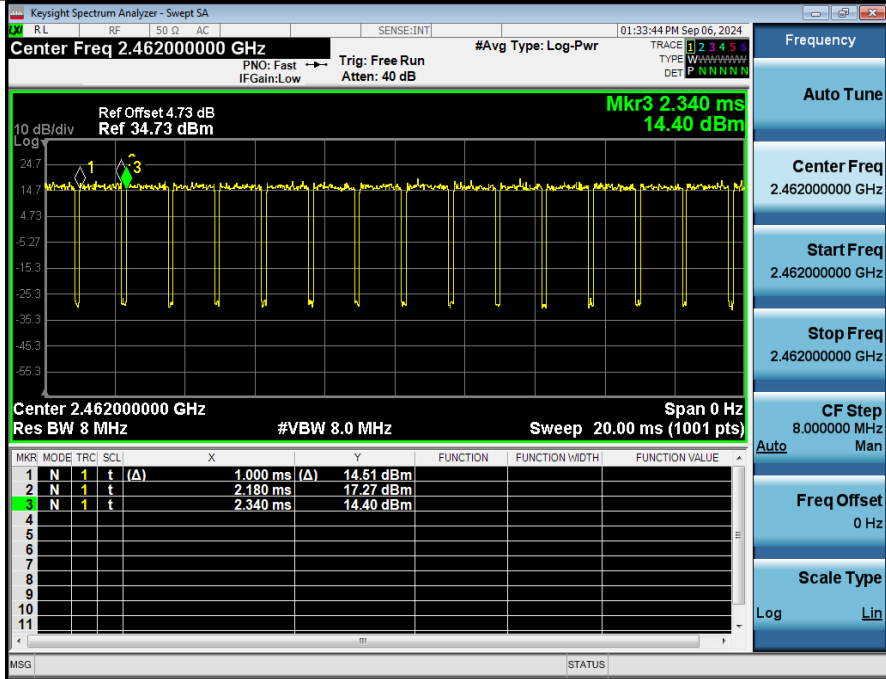 Keysight Spectrum Analyzer - Swept SA
LXI RL RF 50 Ω AC SENSE:INT 01:33:44 PM Sep 06, 2024
Center Freq 2.462000000 GHz
#Avg Type: Log-Pwr
TRACE 1 2 3 4 5 6
TYPE W
DET P N N N N N
PNO: Fast
IFGain:Low
Trig: Free Run
Atten: 40 dB
Mkr3 2.340 ms
14.40 dBm
Ref Offset 4.73 dB
10 dB/div Ref 34.73 dBm
Log
24.7
14.7
4.73
-5.27
-15.3
-25.3
-35.3
-45.3
-55.3
1
3
Center 2.462000000 GHz Span 0 Hz
Res BW 8 MHz #VBW 8.0 MHz Sweep 20.00 ms (1001 pts)
MKR MODE TRC SCL X Y FUNCTION FUNCTION WIDTH FUNCTION VALUE
1 N 1 t (Δ) 1.000 ms (Δ) 14.51 dBm
2 N 1 t 2.180 ms 17.27 dBm
3 N 1 t 2.340 ms 14.40 dBm
4
5
6
7
8
9
10
11
MSG STATUS
Frequency
Auto Tune
Center Freq
2.462000000 GHz
Start Freq
2.462000000 GHz
Stop Freq
2.462000000 GHz
CF Step
8.000000 MHz
Auto Man
Freq Offset
0 Hz
Scale Type
Log Lin